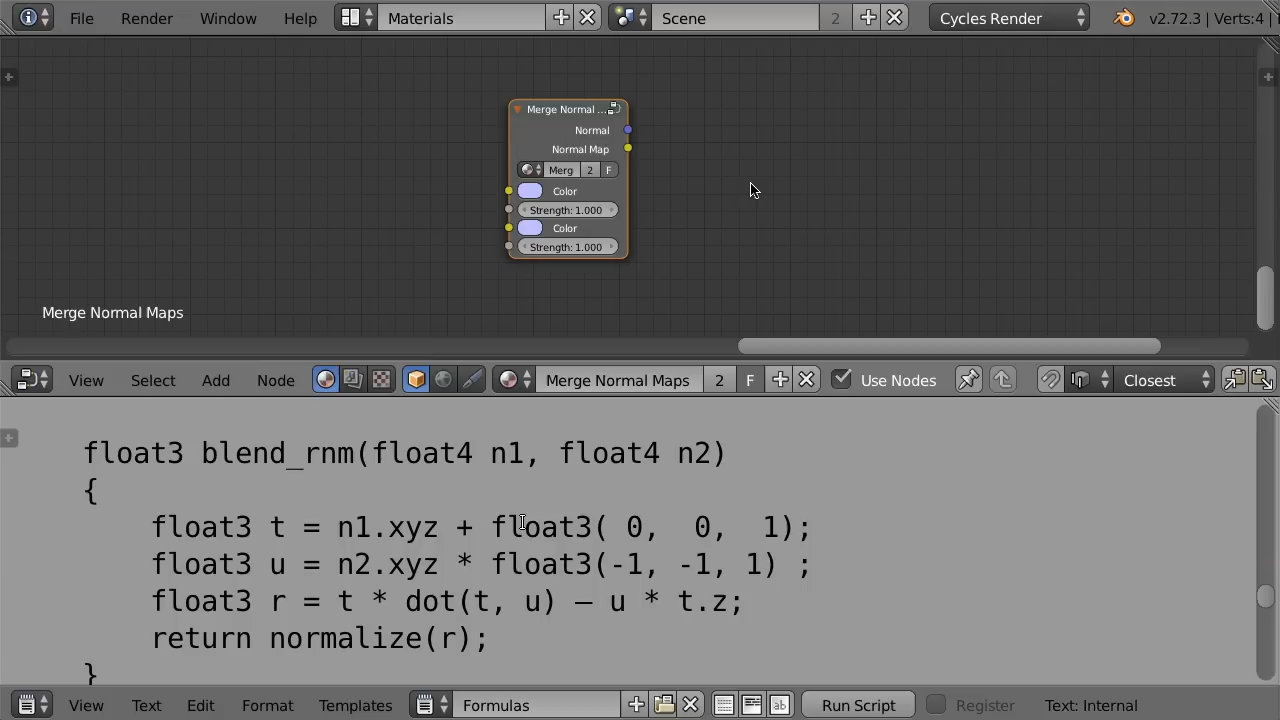 File Render Window Help Materials Scene 2 Cycles Render v2.72.3 | Verts:4 |
Merge Normal ...
Normal
Normal Map
Merg 2 F
Color
Strength: 1.000
Color
Strength: 1.000
Merge Normal Maps
View Select Add Node Merge Normal Maps 2 F Use Nodes Closest
float3 blend_rnm(float4 n1, float4 n2)
{
float3 t = n1.xyz + float3( 0, 0, 1);
float3 u = n2.xyz * float3(-1, -1, 1) ;
float3 r = t * dot(t, u) – u * t.z;
return normalize(r);
}
View Text Edit Format Templates Formulas ab Run Script Register Text: Internal